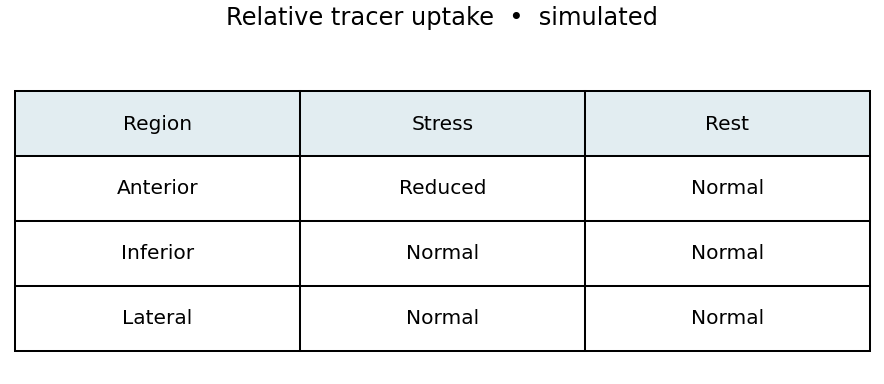 Relative tracer uptake • simulated
Region Stress Rest
Anterior Reduced Normal
Inferior Normal Normal
Lateral Normal Normal